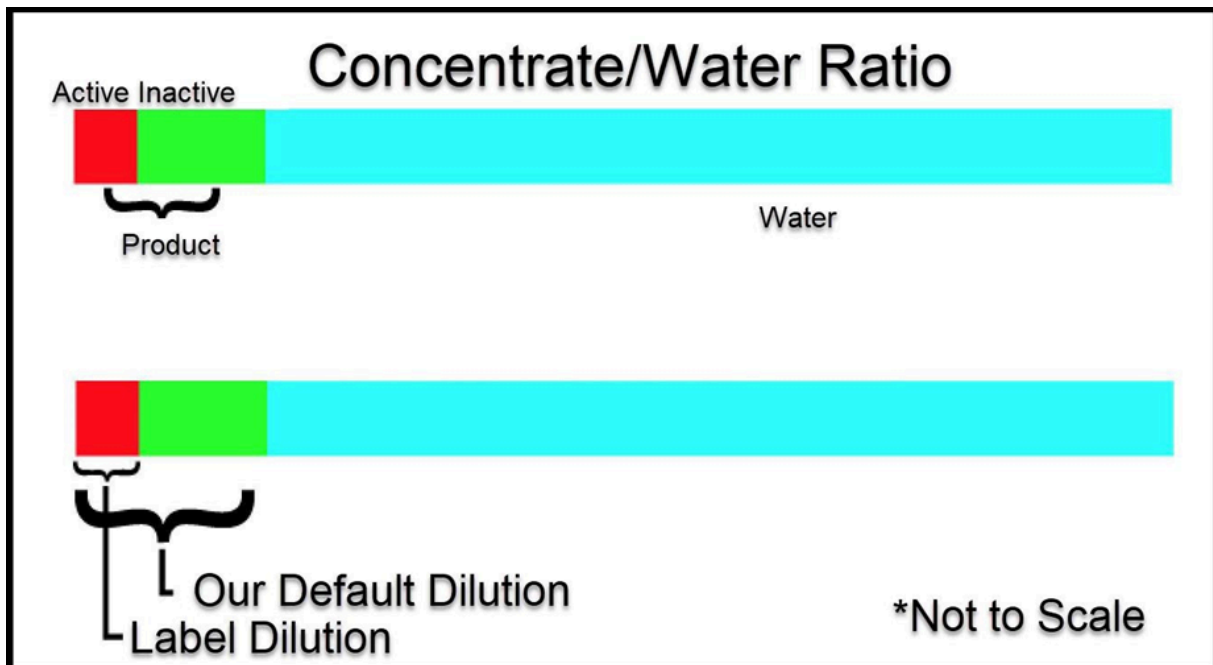 Concentrate/Water Ratio
Active Inactive
Water
Product
Our Default Dilution
Label Dilution
*Not to Scale